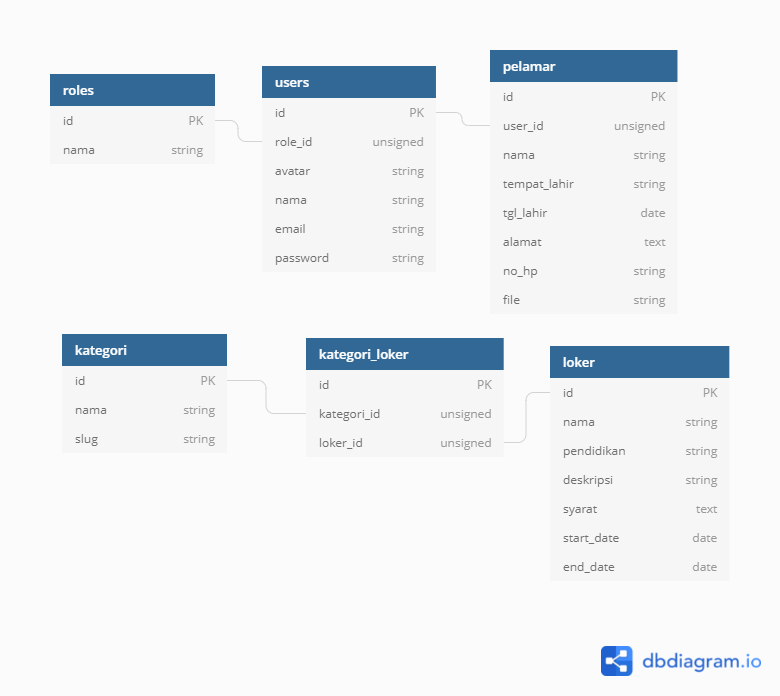 roles
id PK
nama string
users
id PK
role_id unsigned
avatar string
nama string
email string
password string
pelamar
id PK
user_id unsigned
nama string
tempat_lahir string
tgl_lahir date
alamat text
no_hp string
file string
kategori
id PK
nama string
slug string
kategori_loker
id PK
kategori_id unsigned
loker_id unsigned
loker
id PK
nama string
pendidikan string
deskripsi string
syarat text
start_date date
end_date date
dbdiagram.io